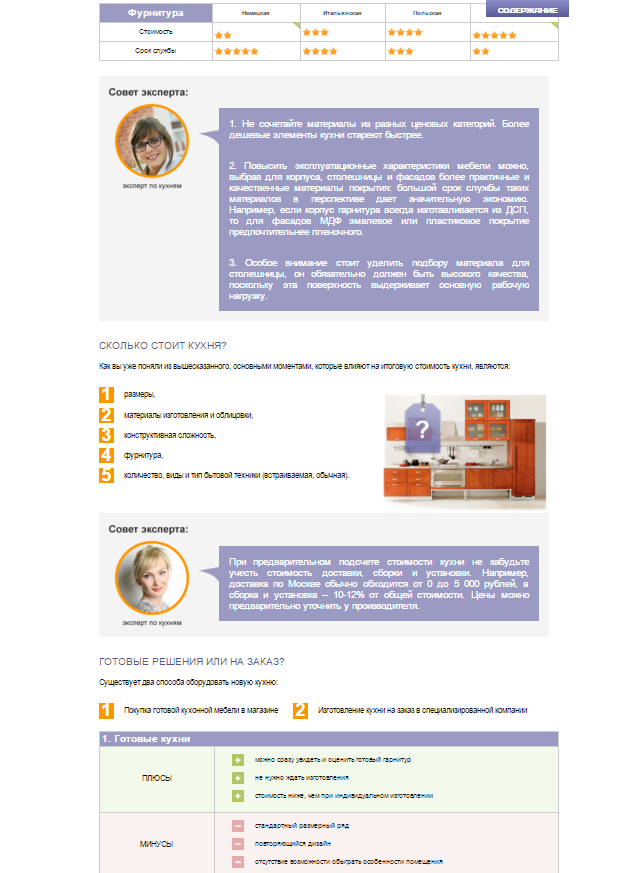 СОДЕРЖАНИЕ
Фурнитура Немецкая Итальянская Польская
Стоимость
Срок службы
Совет эксперта:
эксперт по кухням
1. Не сочетайте материалы из разных ценовых категорий. Более
дешевые элементы кухни стареют быстрее.
2. Повысить эксплуатационные характеристики мебели можно,
выбрав для корпуса, столешницы и фасадов более практичные и
качественные материалы покрытия: большой срок службы таких
материалов в перспективе дает значительную экономию.
Например, если корпус гарнитура всегда изготавливается из ДСП,
то для фасадов МДФ эмалевое или пластиковое покрытие
предпочтительнее пленочного.
3. Особое внимание стоит уделить подбору материала для
столешницы, он обязательно должен быть высокого качества,
поскольку эта поверхность выдерживает основную рабочую
нагрузку.
СКОЛЬКО СТОИТ КУХНЯ?
Как вы уже поняли из вышесказанного, основными моментами, которые влияют на итоговую стоимость кухни, являются:
1 размеры,
2 материалы изготовления и облицовки,
3 конструктивная сложность,
4 фурнитура,
5 количество, виды и тип бытовой техники (встраиваемая, обычная).
?
Совет эксперта:
эксперт по кухням
При предварительном подсчете стоимости кухни не забудьте
учесть стоимость доставки, сборки и установки. Например,
доставка по Москве обычно обходится от 0 до 5 000 рублей, а
сборка и установка – 10-12% от общей стоимости. Цены можно
предварительно уточнить у производителя.
ГОТОВЫЕ РЕШЕНИЯ ИЛИ НА ЗАКАЗ?
Существует два способа оборудовать новую кухню:
1 Покупка готовой кухонной мебели в магазине 2 Изготовление кухни на заказ в специализированной компании
1. Готовые кухни
ПЛЮСЫ
можно сразу увидеть и оценить готовый гарнитур
не нужно ждать изготовления
стоимость ниже, чем при индивидуальном изготовлении
МИНУСЫ
стандартный размерный ряд
повторяющийся дизайн
отсутствие возможности обыграть особенности помещения